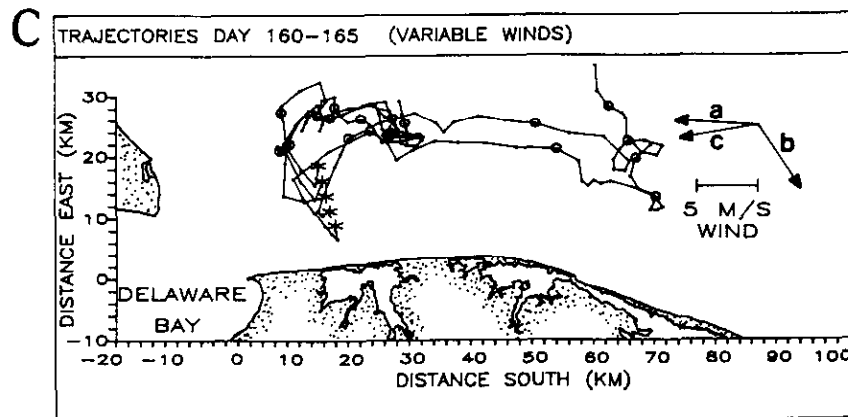 C
TRAJECTORIES DAY 160-165 (VARIABLE WINDS)
DISTANCE EAST (KM)
30
20
10
0
-10
a
c
b
5 M/S
WIND
DELAWARE
BAY
-20 -10 0 10 20 30 40 50 60 70 80 90 100
DISTANCE SOUTH (KM)